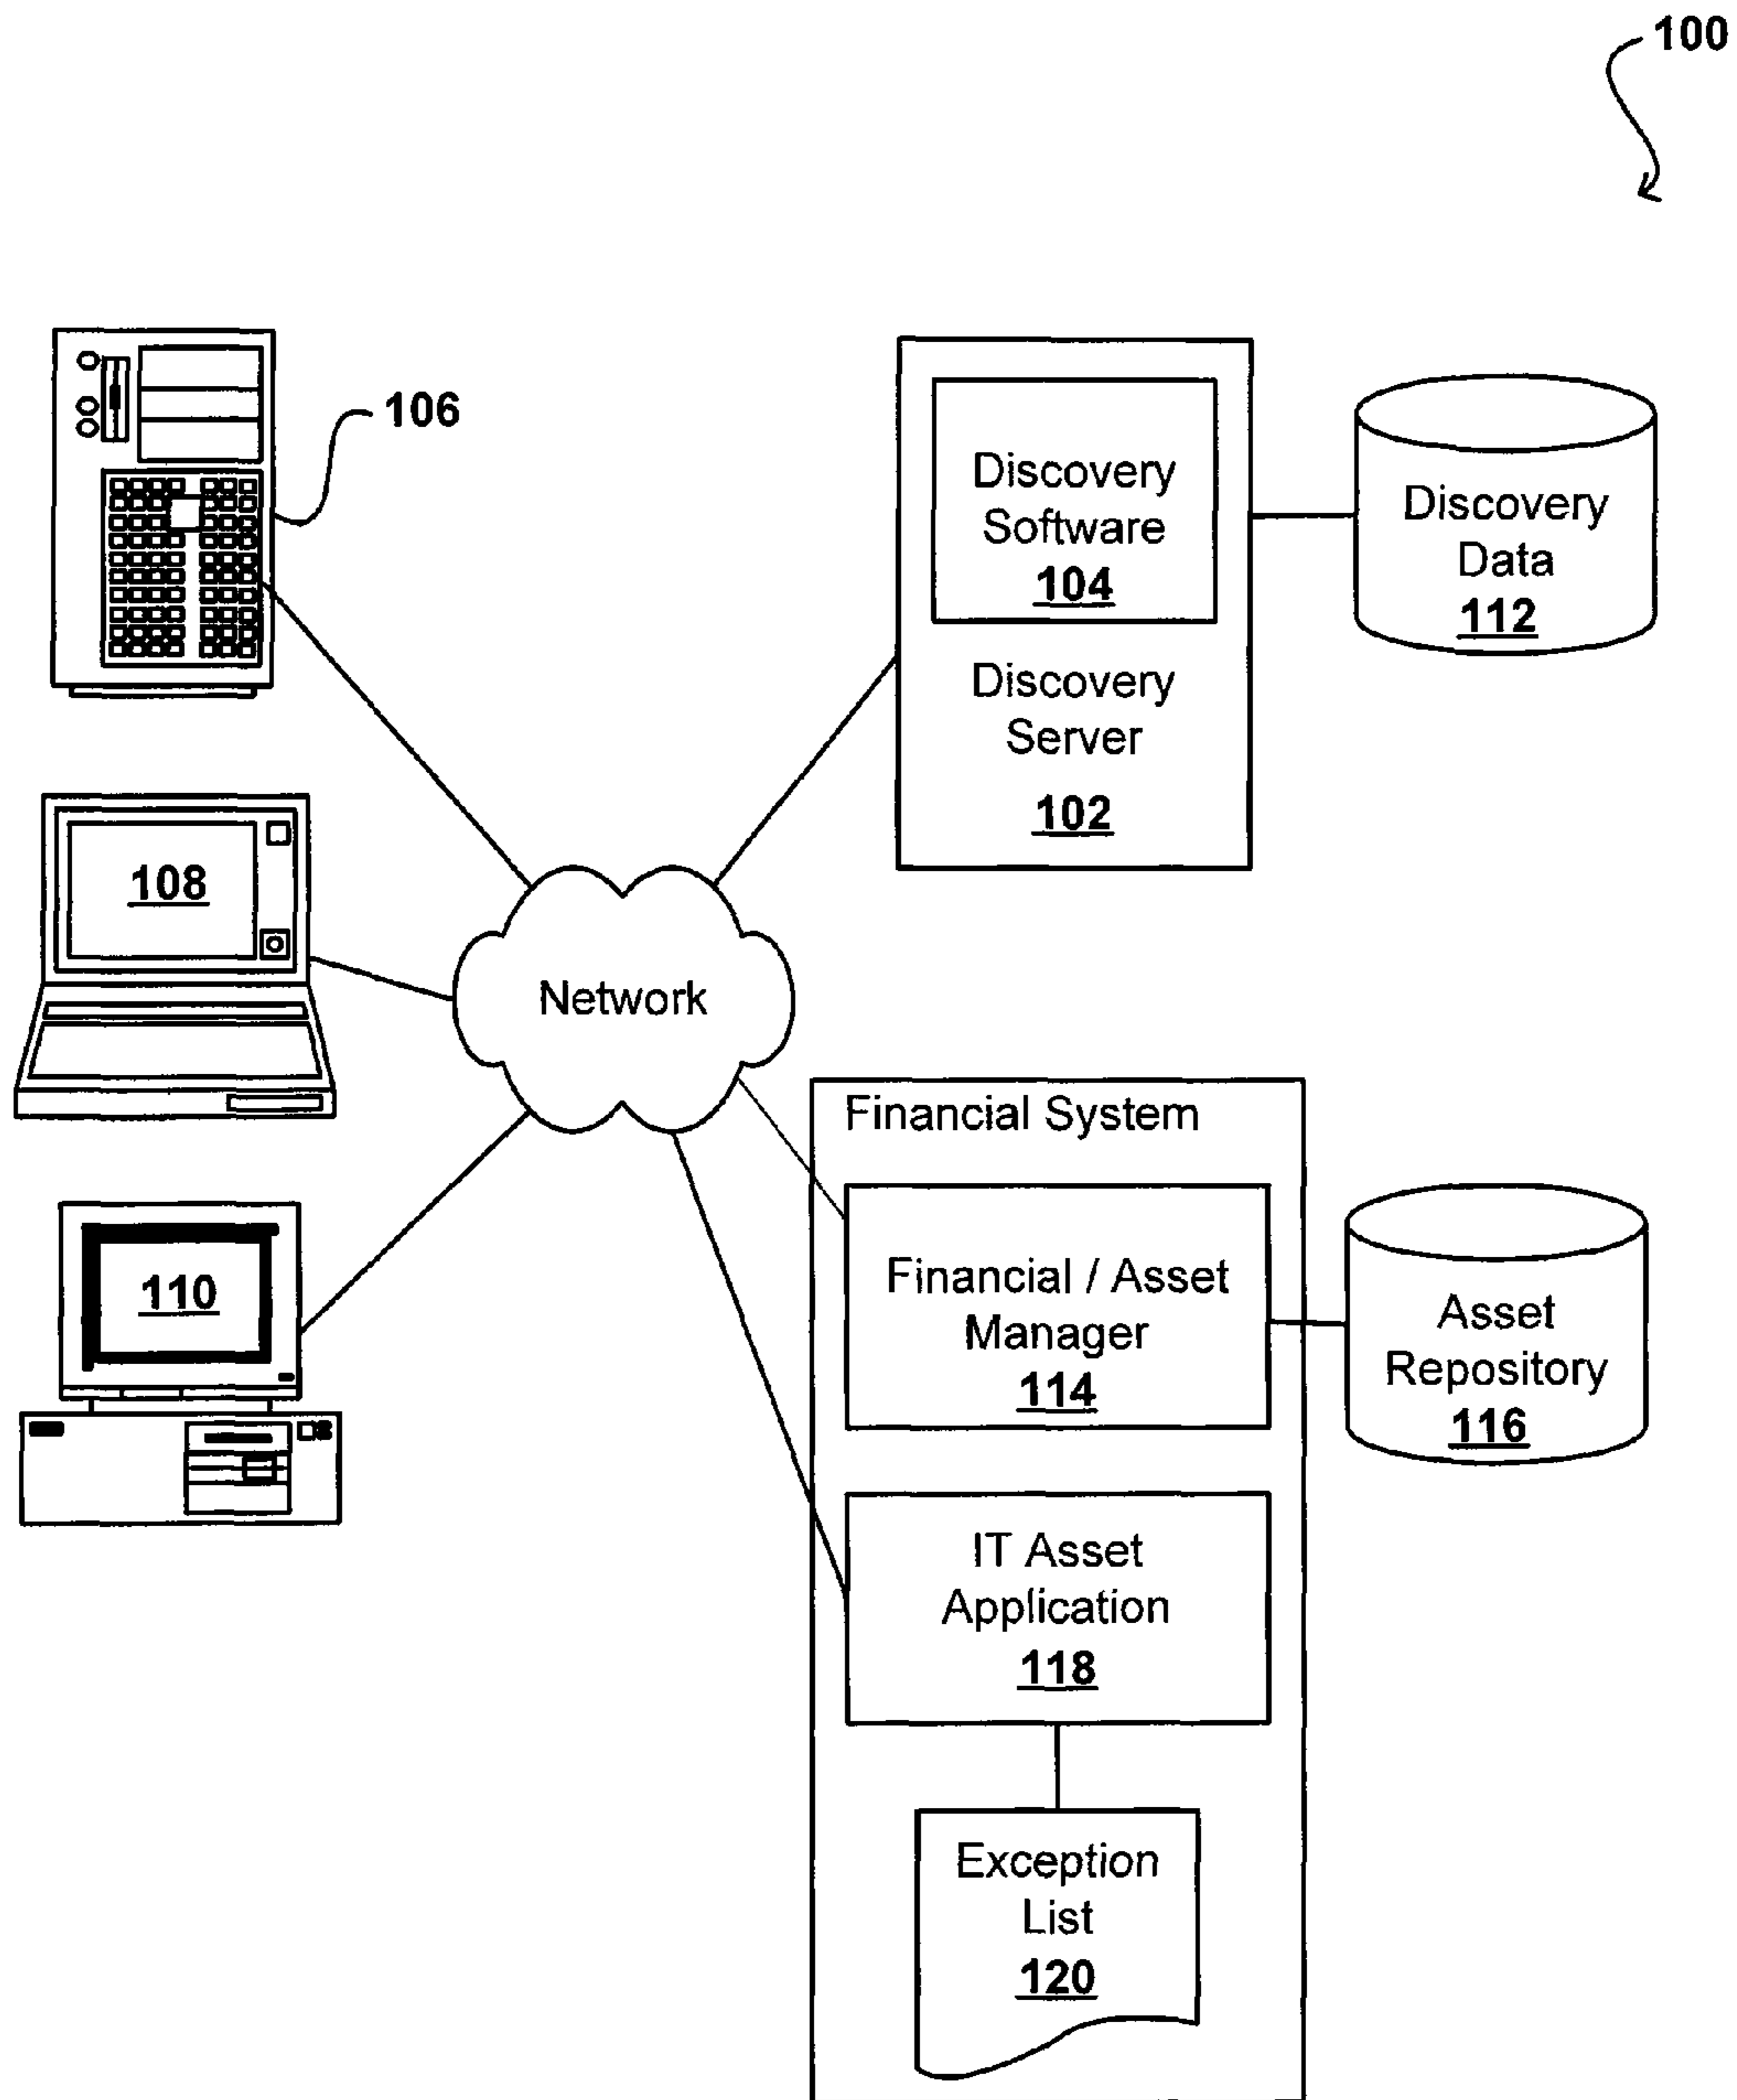 100
106
Discovery
Software
104
Discovery
Server
102
Discovery
Data
112
108
Network
110
Financial System
Financial / Asset
Manager
114
Asset
Repository
116
IT Asset
Application
118
Exception
List
120